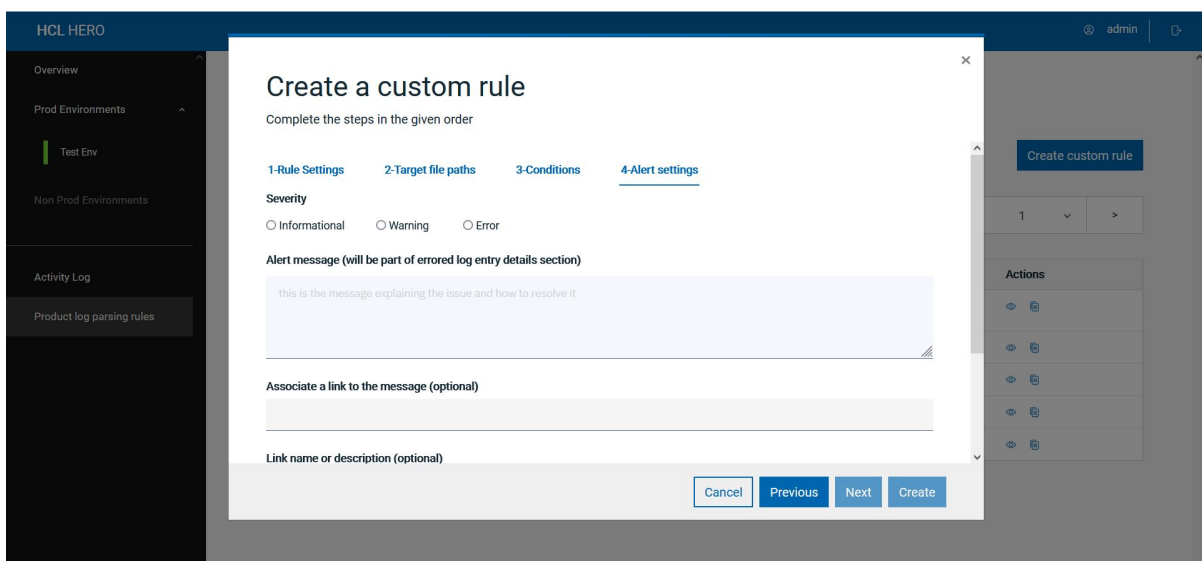 HCL HERO
admin
Overview
Prod Environments
Test Env
Non Prod Environments
Activity Log
Product log parsing rules
Create custom rule
1
>
Actions
×
Create a custom rule
Complete the steps in the given order
1-Rule Settings 2-Target file paths 3-Conditions 4-Alert settings
Severity
Informational Warning Error
Alert message (will be part of errored log entry details section)
this is the message explaining the issue and how to resolve it
Associate a link to the message (optional)
Link name or description (optional)
Cancel Previous Next Create